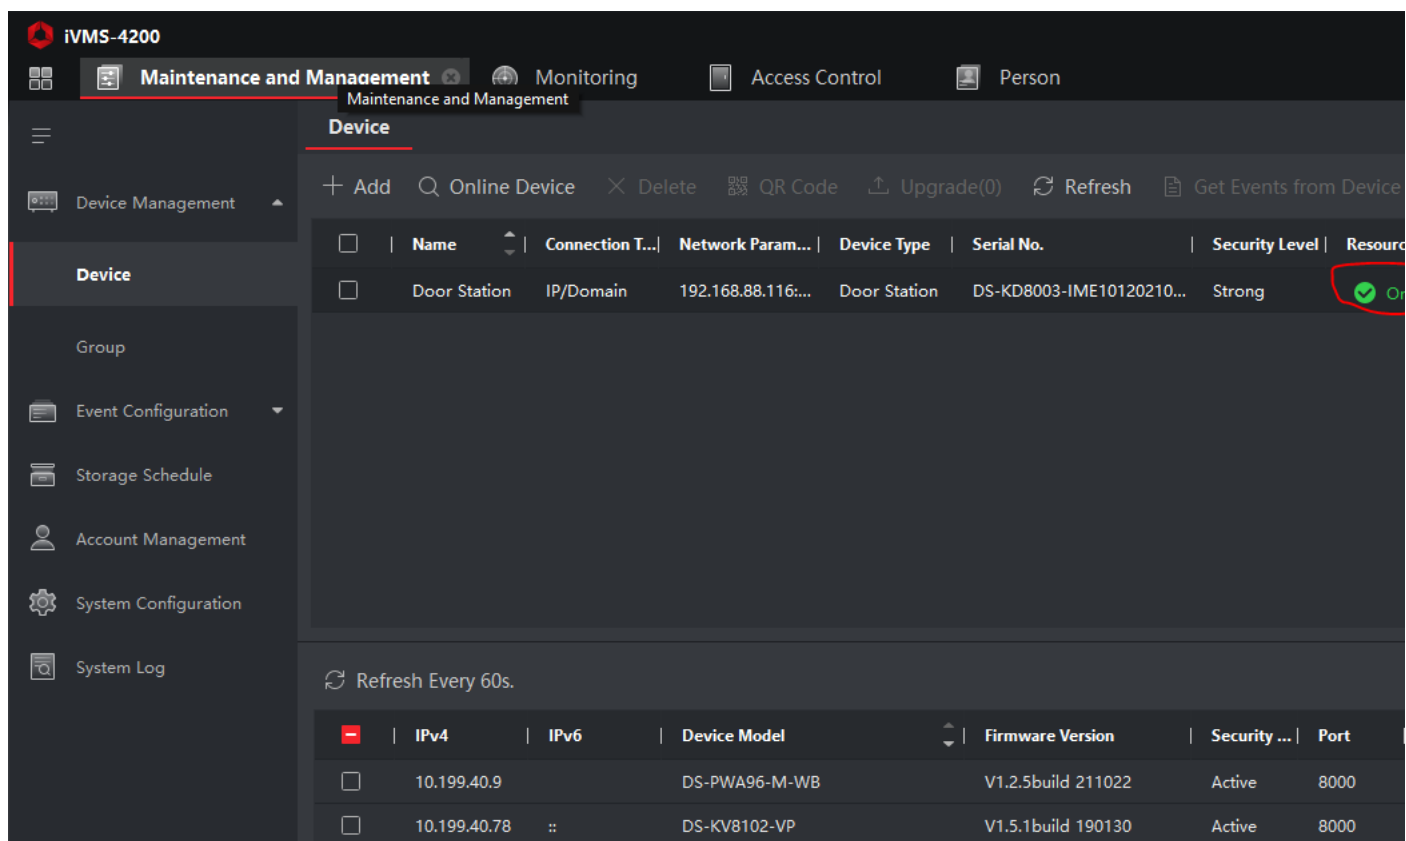 iVMS-4200
Maintenance and Management Monitoring Access Control Person
Maintenance and Management
Device
Add Online Device Delete QR Code Upgrade(0) Refresh Get Events from Device
Device Management
Name Connection T... Network Param... Device Type Serial No. Security Level Resourc
Device
Door Station IP/Domain 192.168.88.116:... Door Station DS-KD8003-IME10120210... Strong
Group
Event Configuration
Storage Schedule
Account Management
System Configuration
System Log
Refresh Every 60s.
IPv4 IPv6 Device Model Firmware Version Security ... Port
10.199.40.9 DS-PWA96-M-WB V1.2.5build 211022 Active 8000
10.199.40.78 :: DS-KV8102-VP V1.5.1build 190130 Active 8000